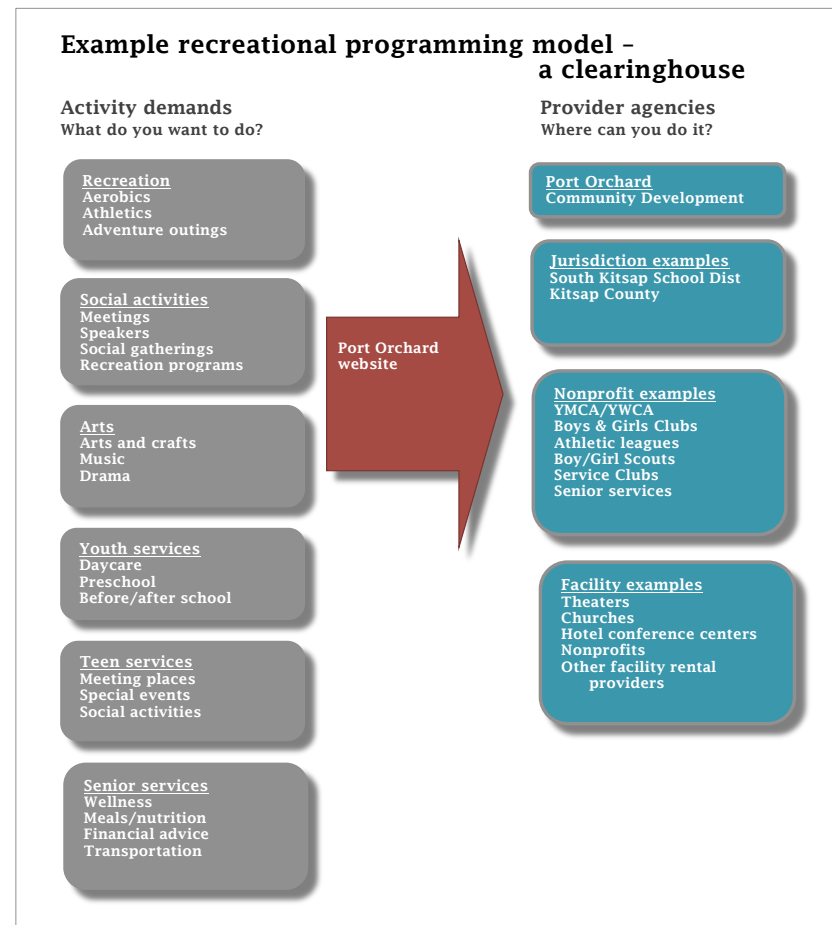 Example recreational programming model –
a clearinghouse
Activity demands
What do you want to do?
Recreation
Aerobics
Athletics
Adventure outings
Social activities
Meetings
Speakers
Social gatherings
Recreation programs
Arts
Arts and crafts
Music
Drama
Youth services
Daycare
Preschool
Before/after school
Teen services
Meeting places
Special events
Social activities
Senior services
Wellness
Meals/nutrition
Financial advice
Transportation
Port Orchard
website
Provider agencies
Where can you do it?
Port Orchard
Community Development
Jurisdiction examples
South Kitsap School Dist
Kitsap County
Nonprofit examples
YMCA/YWCA
Boys & Girls Clubs
Athletic leagues
Boy/Girl Scouts
Service Clubs
Senior services
Facility examples
Theaters
Churches
Hotel conference centers
Nonprofits
Other facility rental
providers